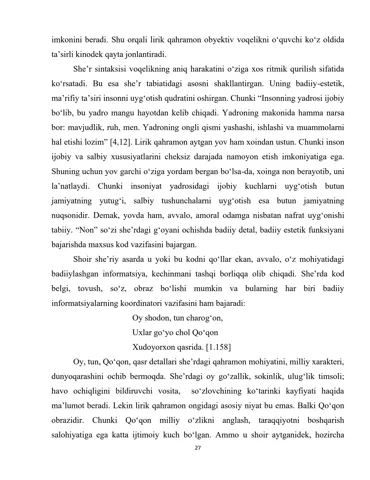 imkonini beradi. Shu orqali lirik qahramon obyektiv voqelikni o‘quvchi ko‘z oldida
ta’sirli kinodek qayta jonlantiradi.
She’r sintaksisi voqelikning aniq harakatini o‘ziga xos ritmik qurilish sifatida
ko‘rsatadi. Bu esa she’r tabiatidagi asosni shakllantirgan. Uning badiiy-estetik,
ma’rifiy ta’siri insonni uyg‘otish qudratini oshirgan. Chunki “Insonning yadrosi ijobiy
bo‘lib, bu yadro mangu hayotdan kelib chiqadi. Yadroning makonida hamma narsa
bor: mavjudlik, ruh, men. Yadroning ongli qismi yashashi, ishlashi va muammolarni
hal etishi lozim” [4,12]. Lirik qahramon aytgan yov ham xoindan ustun. Chunki inson
ijobiy va salbiy xususiyatlarini cheksiz darajada namoyon etish imkoniyatiga ega.
Shuning uchun yov garchi o‘ziga yordam bergan bo‘lsa-da, xoinga non berayotib, uni
la’natlaydi. Chunki insoniyat yadrosidagi ijobiy kuchlarni uyg‘otish butun
jamiyatning yutug‘i, salbiy tushunchalarni uyg‘otish esa butun jamiyatning
nuqsonidir. Demak, yovda ham, avvalo, amoral odamga nisbatan nafrat uyg‘onishi
tabiiy. “Non” so‘zi she’rdagi g‘oyani ochishda badiiy detal, badiiy estetik funksiyani
bajarishda maxsus kod vazifasini bajargan.
Shoir she’riy asarda u yoki bu kodni qo‘llar ekan, avvalo, o‘z mohiyatidagi
badiiylashgan informatsiya, kechinmani tashqi borliqqa olib chiqadi. She’rda kod
belgi, tovush, so‘z, obraz bo‘lishi mumkin va bularning har biri badiiy
informatsiyalarning koordinatori vazifasini ham bajaradi:
Oy shodon, tun charog‘on,
Uxlar go‘yo chol Qo‘qon
Xudoyorxon qasrida. [1.158]
Oy, tun, Qo‘qon, qasr detallari she’rdagi qahramon mohiyatini, milliy xarakteri,
dunyoqarashini ochib bermoqda. She’rdagi oy go‘zallik, sokinlik, ulug‘lik timsoli;
havo ochiqligini bildiruvchi vosita, so‘zlovchining ko‘tarinki kayfiyati haqida
ma’lumot beradi. Lekin lirik qahramon ongidagi asosiy niyat bu emas. Balki Qo‘qon
obrazidir. Chunki Qo‘qon milliy o‘zlikni anglash, taraqqiyotni boshqarish
salohiyatiga ega katta ijtimoiy kuch bo‘lgan. Ammo u shoir aytganidek, hozircha
27